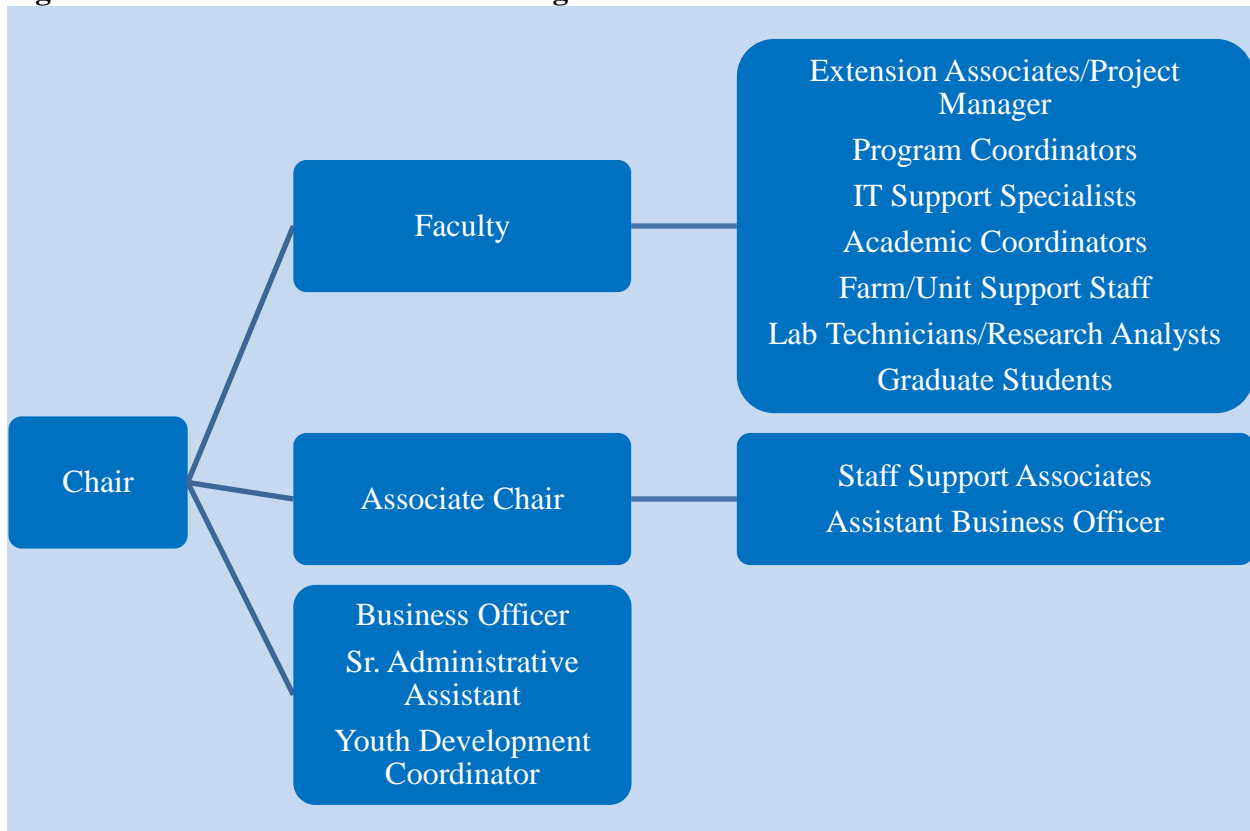 Chair
Faculty
Extension Associates/Project
Manager
Program Coordinators
IT Support Specialists
Academic Coordinators
Farm/Unit Support Staff
Lab Technicians/Research Analysts
Graduate Students
Associate Chair
Staff Support Associates
Assistant Business Officer
Business Officer
Sr. Administrative
Assistant
Youth Development
Coordinator